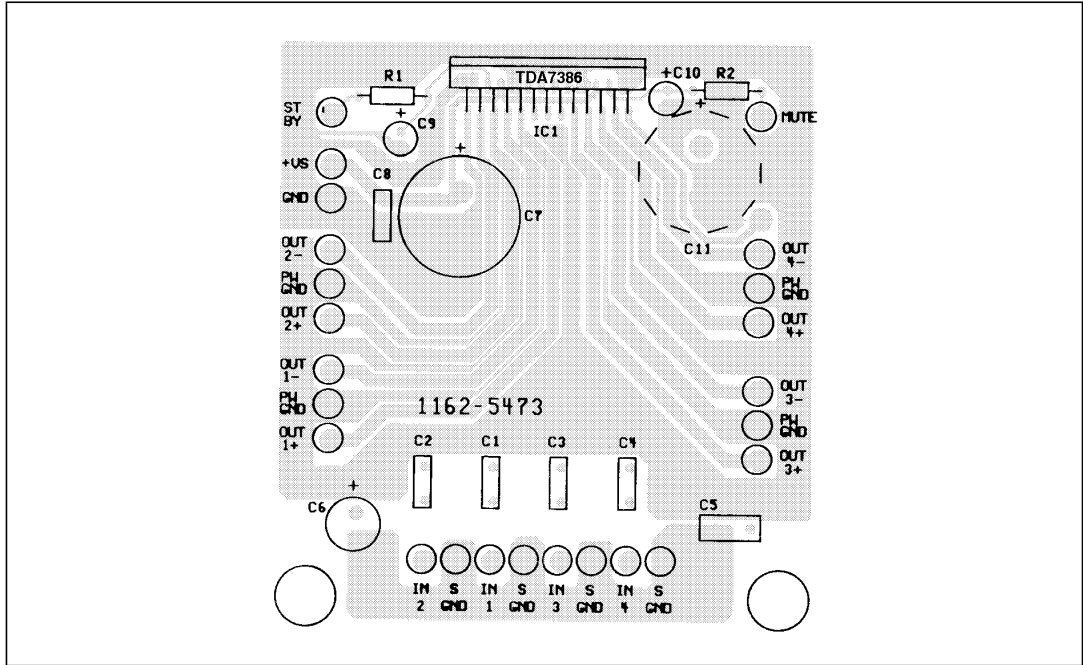 TDA7386
+C10
R2
R1
ST
BY
+
C9
+
MUTE
IC1
+VS
+
C8
GND
C7
C11
OUT
2-
OUT
4-
PW
GND
PW
GND
OUT
2+
OUT
4+
OUT
1-
OUT
3-
PW
GND
1162-5473
PW
GND
OUT
1+
C2
C1
C3
C4
OUT
3+
+
C6
C5
IN
2
S
GND
IN
1
S
GND
IN
3
S
GND
IN
4
S
GND